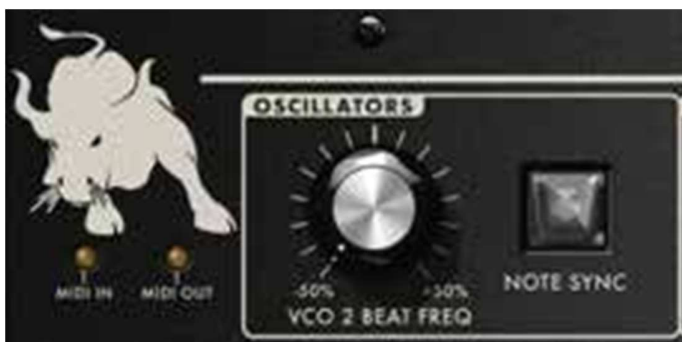 OSCILLATORS
-50%
+50%
VCO 2 BEAT FREQ
NOTE SYNC
MIDI IN
MIDI OUT